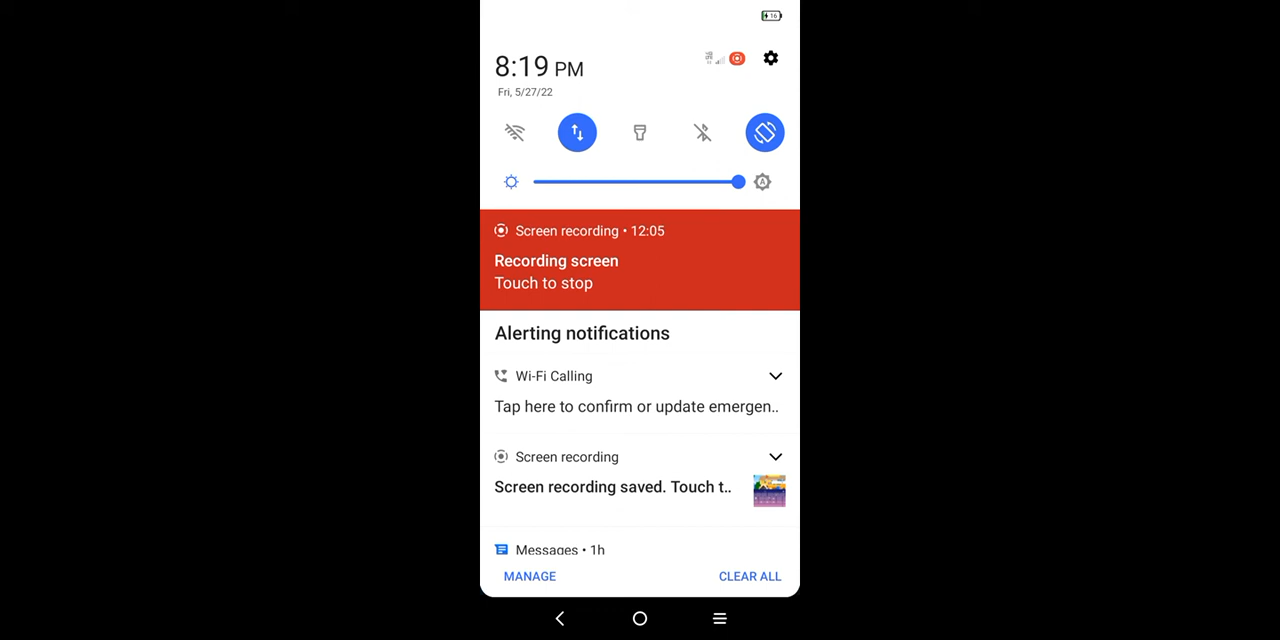 16
8:19 PM
Fri, 5/27/22
A
Screen recording • 12:05
Recording screen
Touch to stop
Alerting notifications
Wi-Fi Calling
Tap here to confirm or update emergen..
Screen recording
Screen recording saved. Touch t..
Messages • 1h
MANAGE
CLEAR ALL